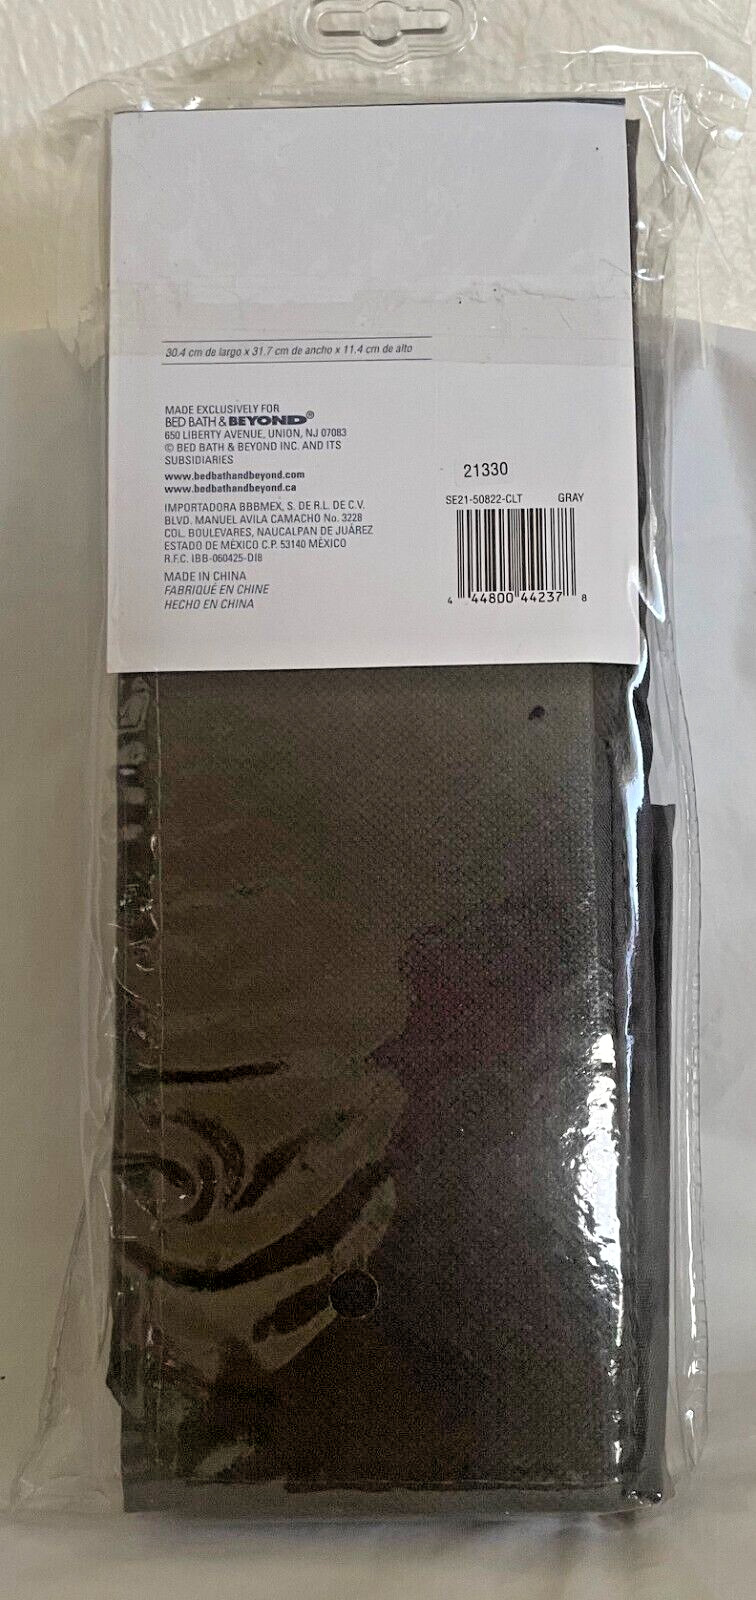 30.4 cm de largo x 31.7 cm de ancho x 11.4 cm de alto
MADE EXCLUSIVELY FOR
BED BATH & BEYOND®
650 LIBERTY AVENUE, UNION, NJ 07083
© BED BATH & BEYOND INC. AND ITS
SUBSIDIARIES
www.bedbathandbeyond.com
www.bedbathandbeyond.ca
IMPORTADORA BBBMEX, S. DE R.L. DE C.V.
BLVD. MANUEL AVILA CAMACHO No. 3228
COL. BOULEVARES, NAUCALPAN DE JUÁREZ
ESTADO DE MÉXICO C.P. 53140 MÉXICO
R.F.C. IBB-060425-DI8
MADE IN CHINA
FABRIQUÉ EN CHINE
HECHO EN CHINA
21330
SE21-50822-CLT GRAY
4 44800 44237 8